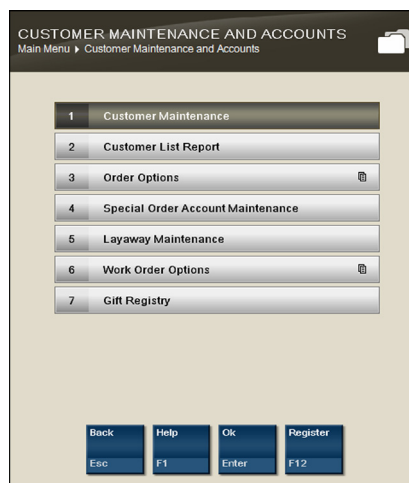 CUSTOMER MAINTENANCE AND ACCOUNTS
Main Menu ▸ Customer Maintenance and Accounts
1 Customer Maintenance
2 Customer List Report
3 Order Options
4 Special Order Account Maintenance
5 Layaway Maintenance
6 Work Order Options
7 Gift Registry
Back Help Ok Register
Esc F1 Enter F12